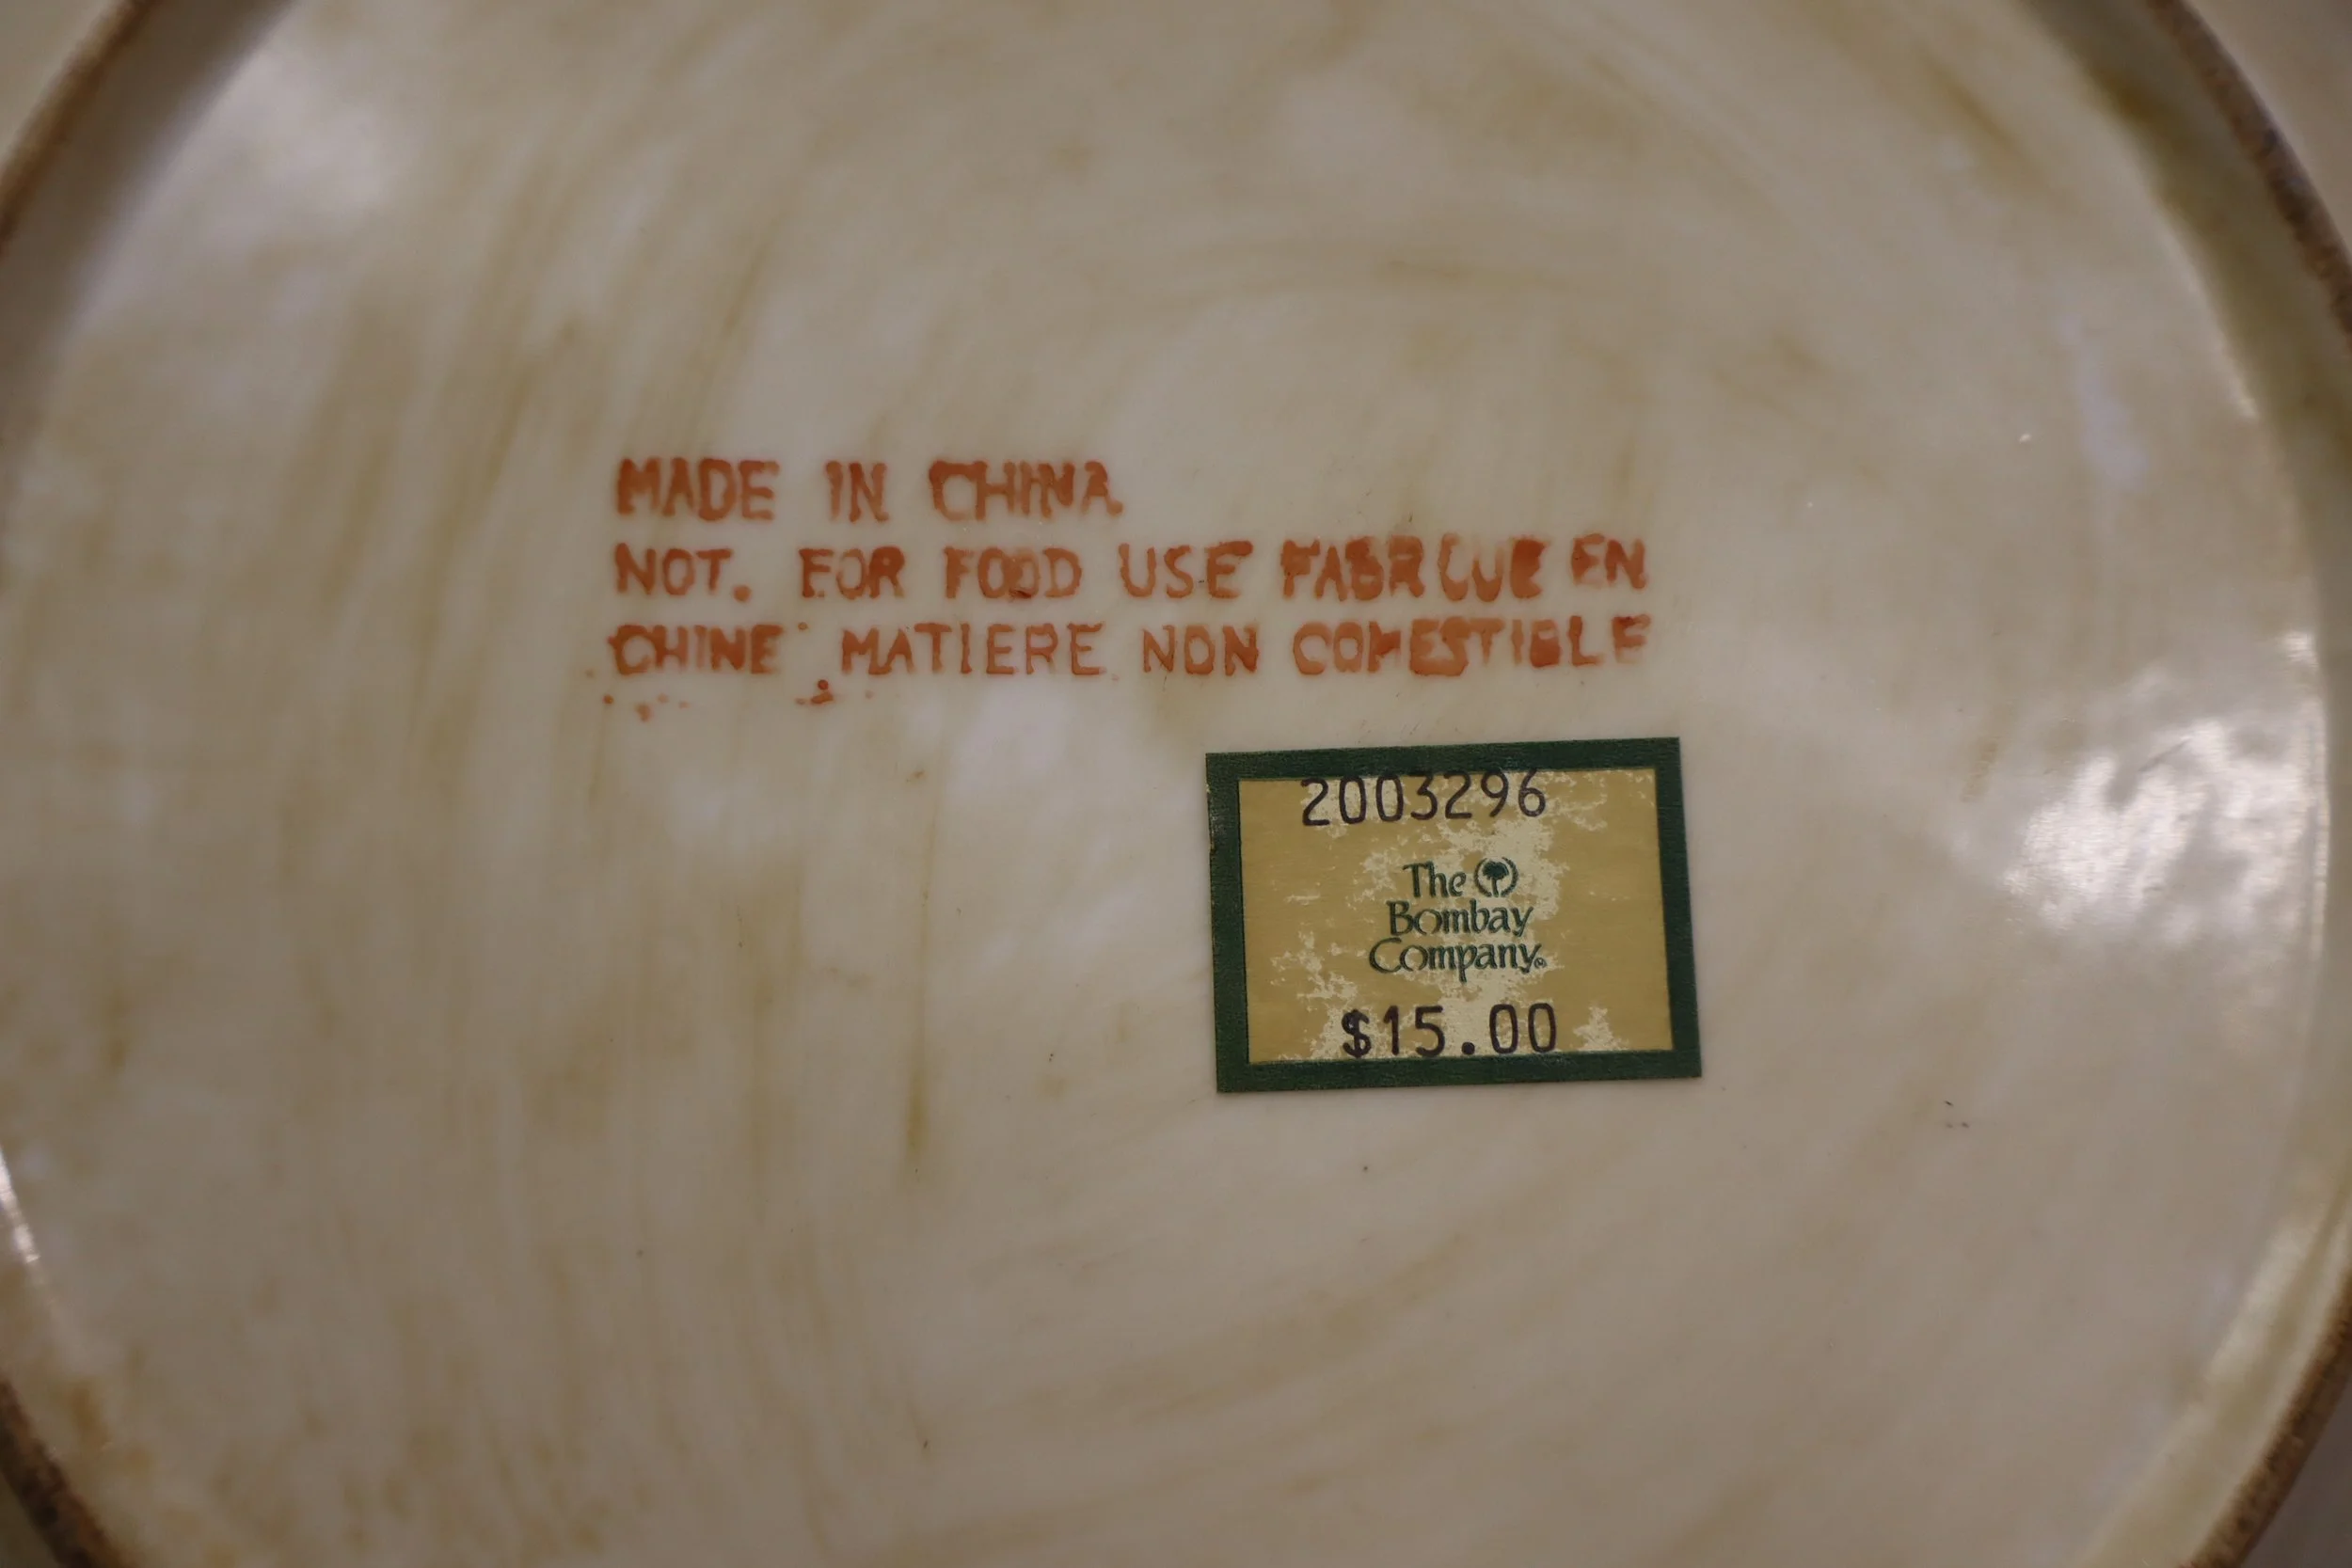 MADE IN CHINA
NOT. FOR FOOD USE FABRIQUE EN
CHINE MATIERE NON COMESTIBLE
2003296
The
Bombay
Company®
$15.00